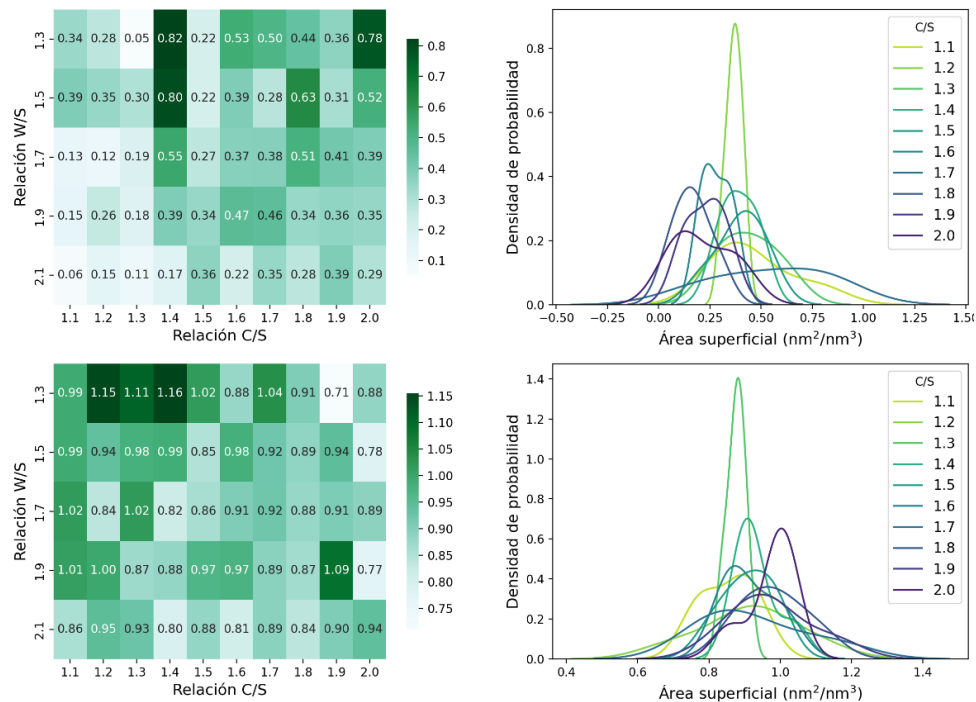 1.3 0.34 0.28 0.05 0.82 0.22 0.53 0.50 0.44 0.36 0.78
1.5 0.39 0.35 0.30 0.80 0.22 0.39 0.28 0.63 0.31 0.52
1.7 0.13 0.12 0.19 0.55 0.27 0.37 0.38 0.51 0.41 0.39
1.9 0.15 0.26 0.18 0.39 0.34 0.47 0.46 0.34 0.36 0.35
2.1 0.06 0.15 0.11 0.17 0.36 0.22 0.35 0.28 0.39 0.29
1.1 1.2 1.3 1.4 1.5 1.6 1.7 1.8 1.9 2.0
Relación C/S
Relación W/S
0.8
0.7
0.6
0.5
0.4
0.3
0.2
0.1
Densidad de probabilidad
0.8
0.6
0.4
0.2
0.0
−0.50 −0.25 0.00 0.25 0.50 0.75 1.00 1.25 1.50
Área superficial (nm²/nm³)
C/S
1.1
1.2
1.3
1.4
1.5
1.6
1.7
1.8
1.9
2.0
1.3 0.99 1.15 1.11 1.16 1.02 0.88 1.04 0.91 0.71 0.88
1.5 0.99 0.94 0.98 0.99 0.85 0.98 0.92 0.89 0.94 0.78
1.7 1.02 0.84 1.02 0.82 0.86 0.91 0.92 0.88 0.91 0.89
1.9 1.01 1.00 0.87 0.88 0.97 0.97 0.89 0.87 1.09 0.77
2.1 0.86 0.95 0.93 0.80 0.88 0.81 0.89 0.84 0.90 0.94
1.1 1.2 1.3 1.4 1.5 1.6 1.7 1.8 1.9 2.0
Relación C/S
Relación W/S
1.15
1.10
1.05
1.00
0.95
0.90
0.85
0.80
0.75
Densidad de probabilidad
1.4
1.2
1.0
0.8
0.6
0.4
0.2
0.0
0.4 0.6 0.8 1.0 1.2 1.4
Área superficial (nm²/nm³)
C/S
1.1
1.2
1.3
1.4
1.5
1.6
1.7
1.8
1.9
2.0